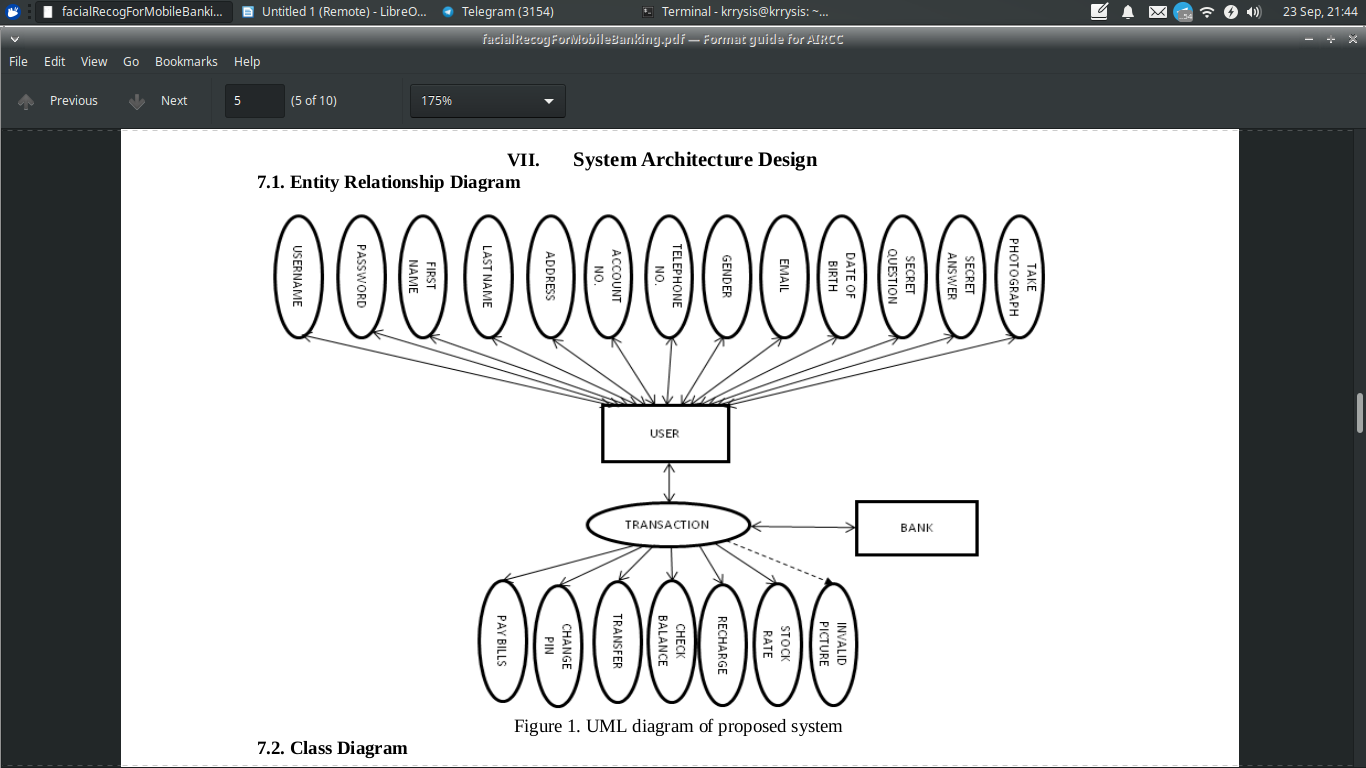 facialRecogForMobileBanki...
Untitled 1 (Remote) - LibreO...
Telegram (3154)
Terminal - krrysis@krrysis: ~...
23 Sep, 21:44
facialRecogForMobileBanking.pdf — Format guide for AIRCC
File Edit View Go Bookmarks Help
Previous Next 5 (5 of 10) 175%
VII. System Architecture Design
7.1. Entity Relationship Diagram
USERNAME
PASSWORD
FIRST
NAME
LAST NAME
ADDRESS
ACCOUNT
NO.
TELEPHONE
NO.
GENDER
EMAIL
DATE OF
BIRTH
SECRET
QUESTION
SECRET
ANSWER
TAKE
PHOTOGRAPH
USER
TRANSACTION
BANK
PAY BILLS
CHANGE
PIN
TRANSFER
CHECK
BALANCE
RECHARGE
STOCK
RATE
INVALID
PICTURE
Figure 1. UML diagram of proposed system
7.2. Class Diagram